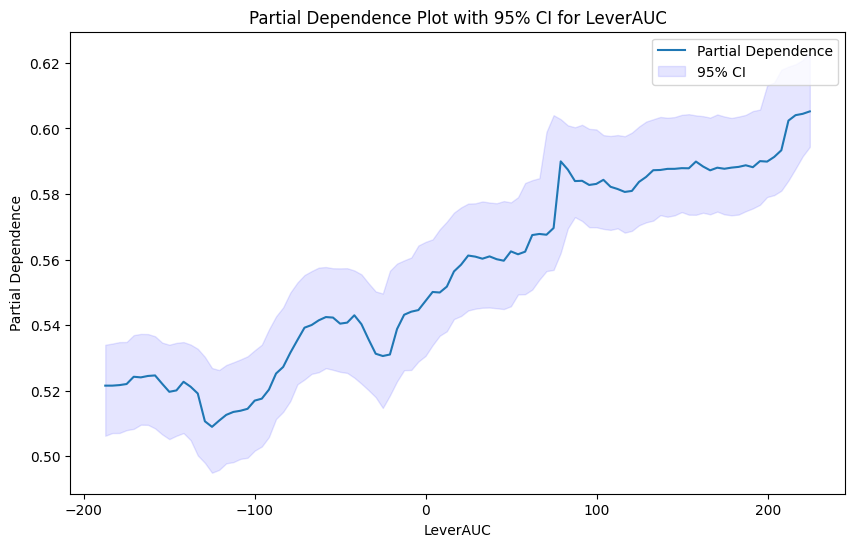 Partial Dependence Plot with 95% CI for LeverAUC
Partial Dependence
95% CI
0.62
0.60
0.58
0.56
0.54
0.52
0.50
Partial Dependence
−200
−100
0
100
200
LeverAUC